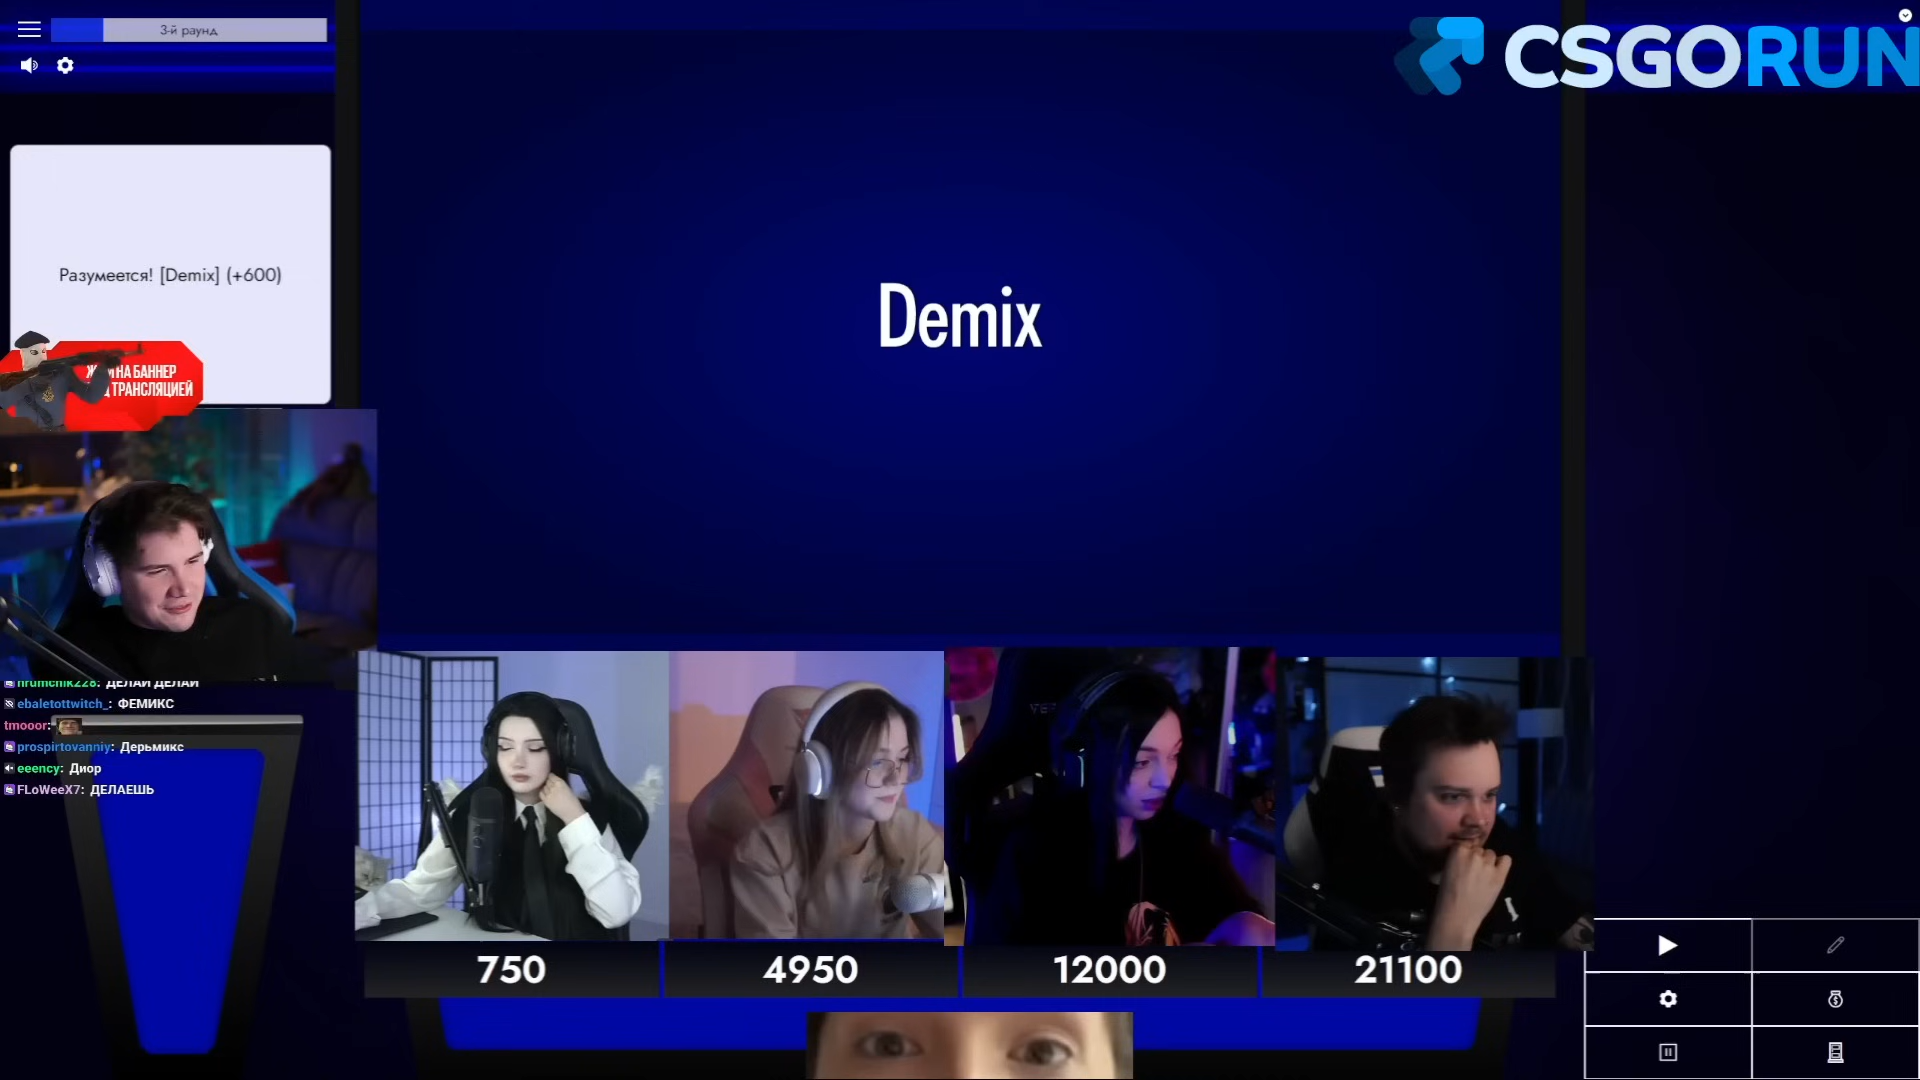 3-й раунд
CSGORUN
Разумеется! [Demix] (+600)
Demix
НА БАННЕР
ТРАНСЛЯЦИЕЙ
hrumchik228: ДЕЛАЙ ДЕЛАЙ
ebaletottwitch_: ФЕМИКС
tmooor:
prospirtovanniy: Дерьмикс
eeency: Диор
FLoWeeX7: ДЕЛАЕШЬ
750
4950
12000
21100